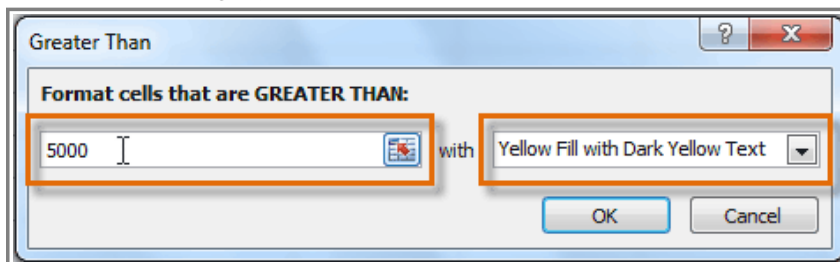 Greater Than
Format cells that are GREATER THAN:
5000 with Yellow Fill with Dark Yellow Text
OK Cancel